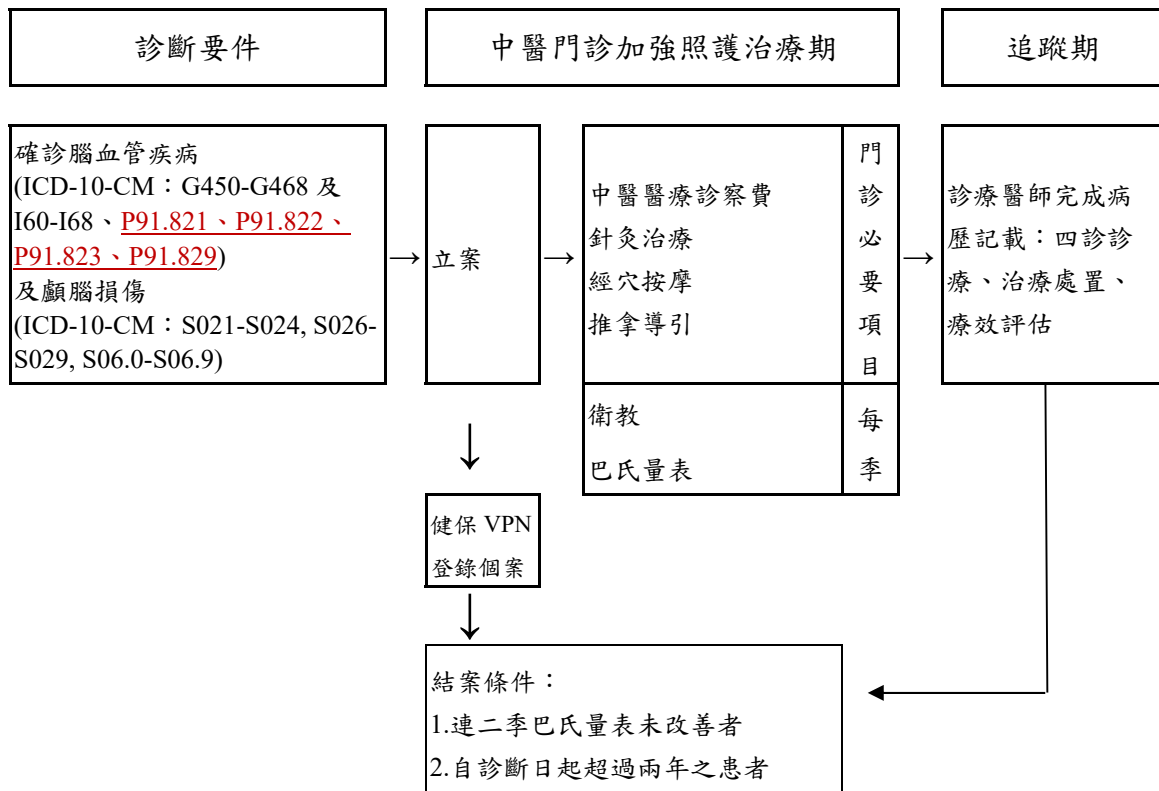 診斷要件
中醫門診加強照護治療期
追蹤期
確診腦血管疾病
(ICD-10-CM：G450-G468 及
I60-I68、P91.821、P91.822、
P91.823、P91.829)
及顱腦損傷
(ICD-10-CM：S021-S024, S026-
S029, S06.0-S06.9)
→
立案
→
中醫醫療診察費
針灸治療
經穴按摩
推拿導引
門
診
必
要
項
目
→
診療醫師完成病
歷記載：四診診
療、治療處置、
療效評估
衛教
巴氏量表
每
季
↓
健保 VPN
登錄個案
↓
結案條件：
1.連二季巴氏量表未改善者
2.自診斷日起超過兩年之患者